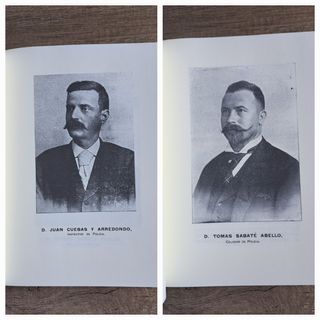 D. JUAN CUEBAS Y ARREDONDO,
INSPECTOR DE POLICÍA.
D. TOMAS SABATÉ ABELLO,
CELADOR DE POLICÍA.